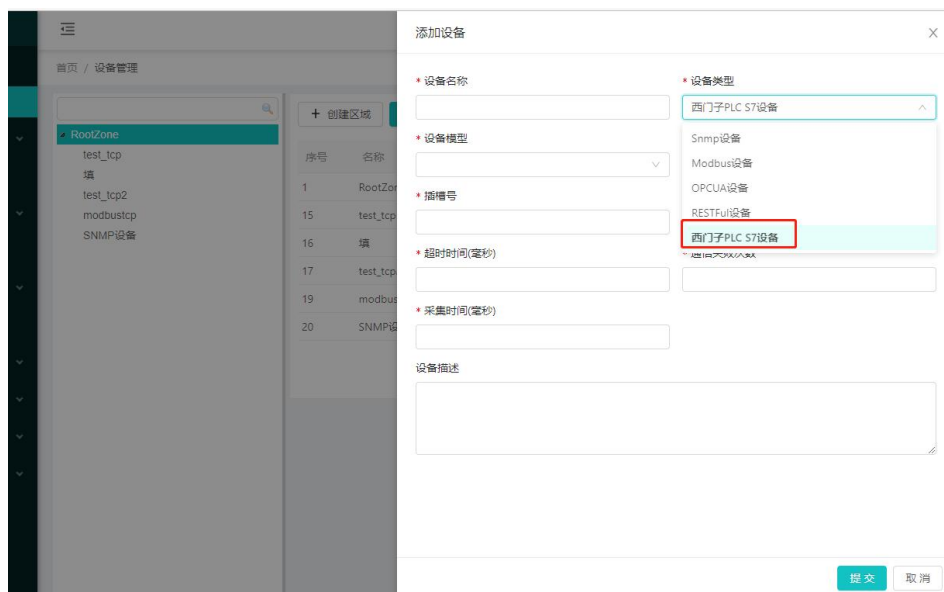 添加设备
首页 / 设备管理
+ 创建区域
RootZone
test_tcp
填
test_tcp2
modbustcp
SNMP设备
序号 名称
1 RootZon
15 test_tcp
16 填
17 test_tcp
19 modbus
20 SNMP设
* 设备名称
* 设备类型
西门子PLC S7设备
* 设备模型
Snmp设备
Modbus设备
OPCUA设备
RESTFul设备
西门子PLC S7设备
* 插槽号
* 超时时间(毫秒)
* 通信失败次数
* 采集时间(毫秒)
设备描述
提交
取消